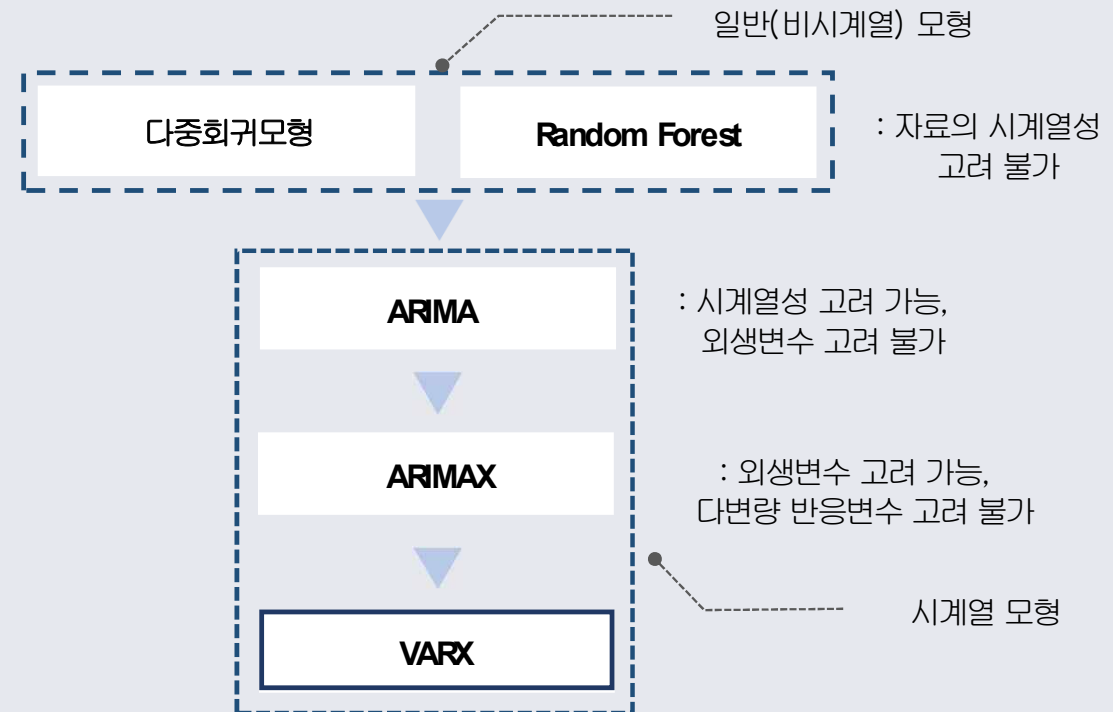 일반(비시계열) 모형
다중회귀모형
Random Forest
: 자료의 시계열성
고려 불가
ARIMA
: 시계열성 고려 가능,
외생변수 고려 불가
ARIMAX
: 외생변수 고려 가능,
다변량 반응변수 고려 불가
시계열 모형
VARX